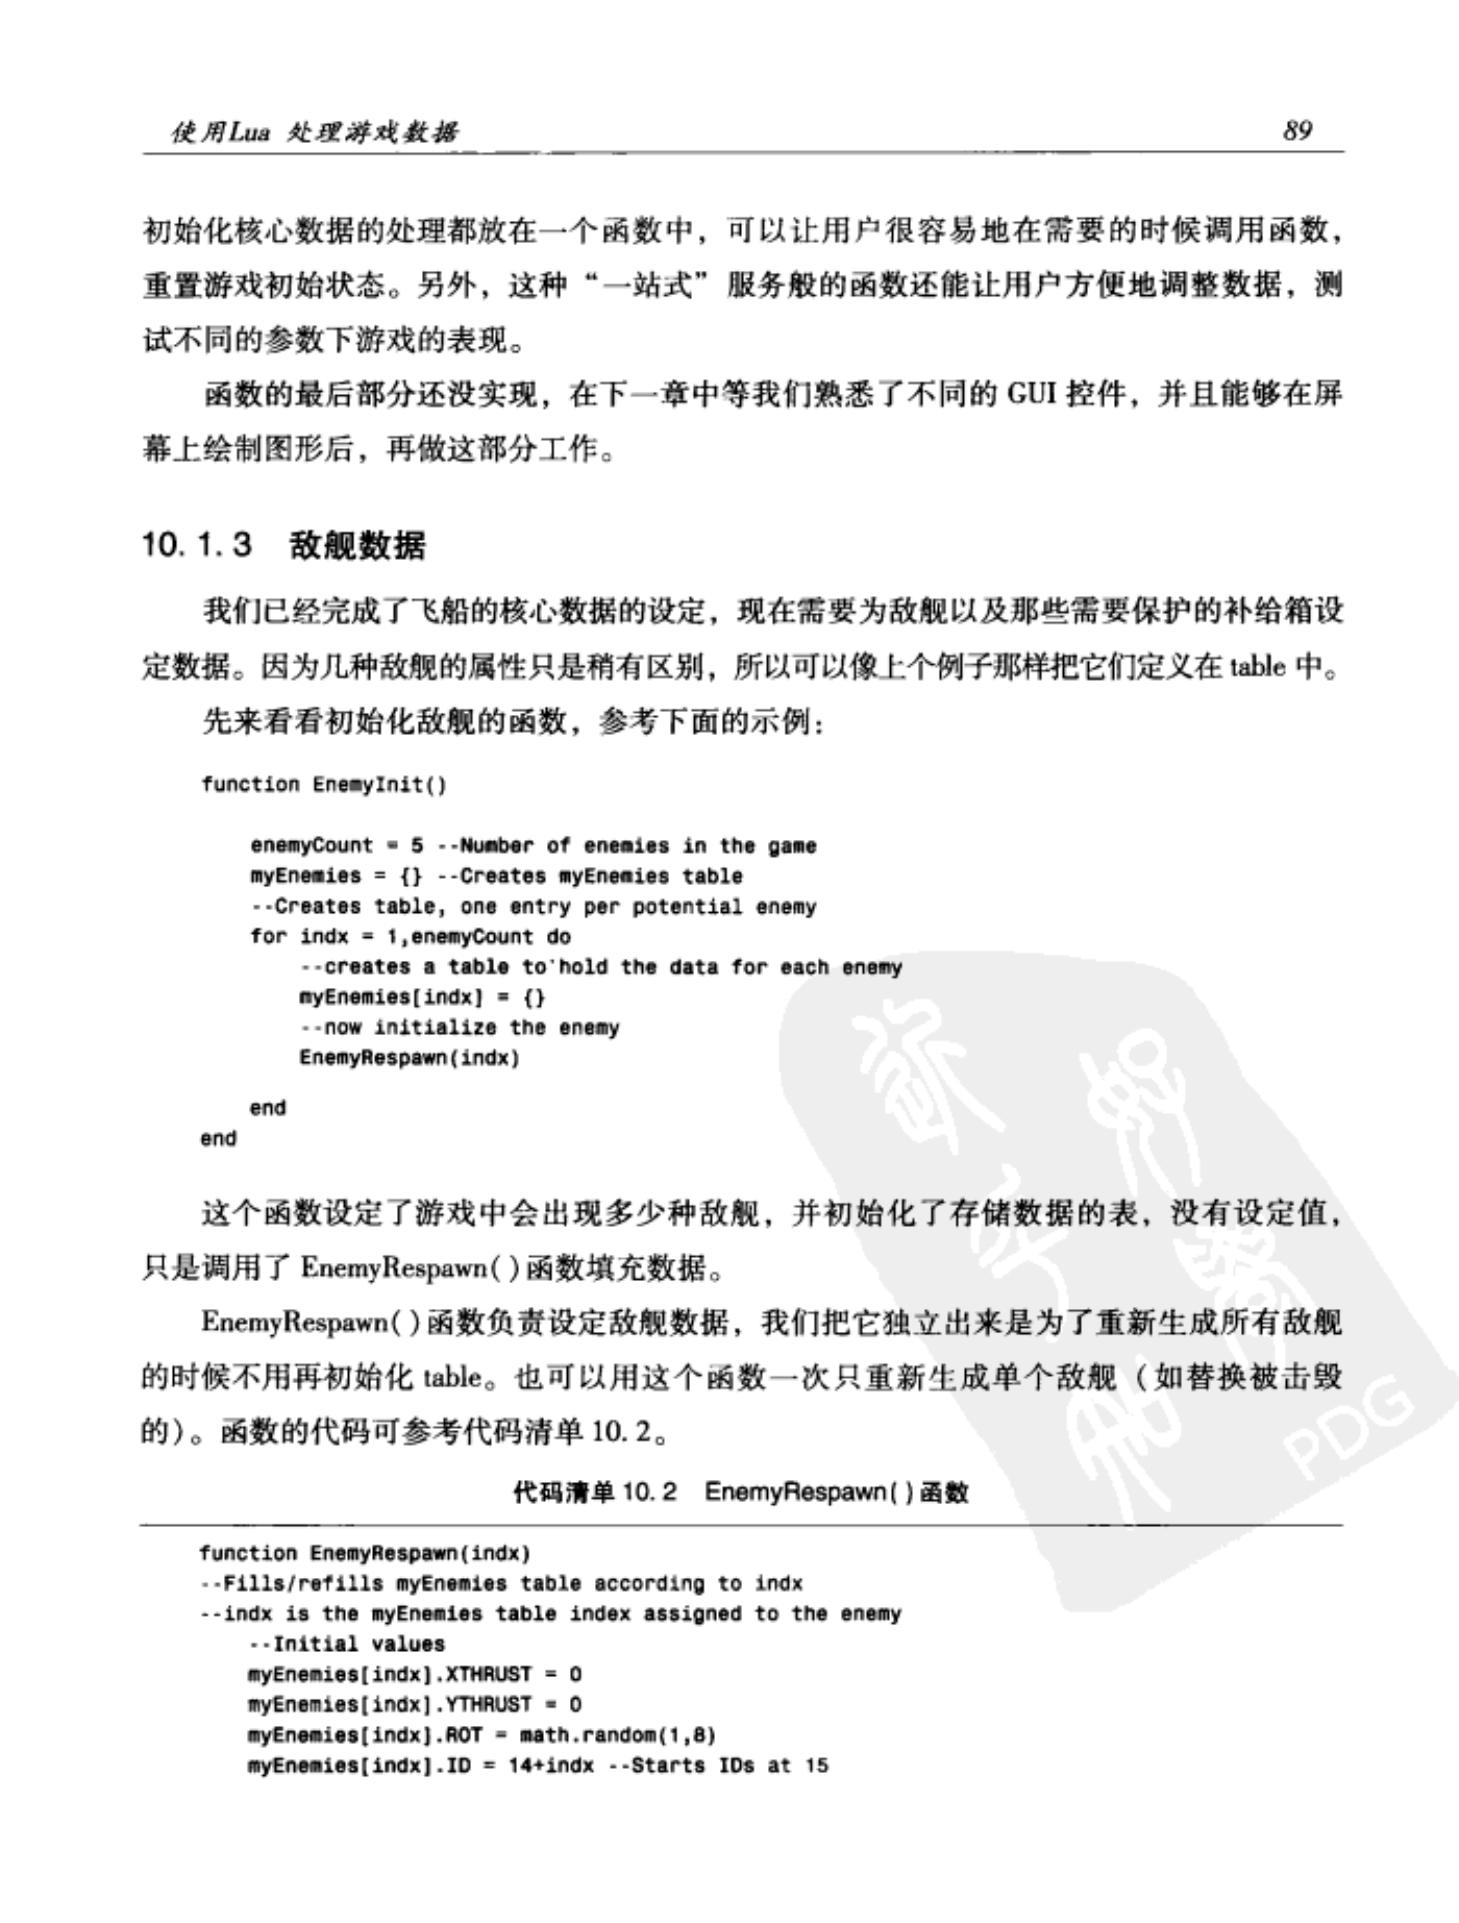 使用Lua 处理游戏数据 89
初始化核心数据的处理都放在一个函数中，可以让用户很容易地在需要的时候调用函数，
重置游戏初始状态。另外，这种“一站式”服务般的函数还能让用户方便地调整数据，测
试不同的参数下游戏的表现。
函数的最后部分还没实现，在下一章中等我们熟悉了不同的 GUI 控件，并且能够在屏
幕上绘制图形后，再做这部分工作。
10.1.3 敌舰数据
我们已经完成了飞船的核心数据的设定，现在需要为敌舰以及那些需要保护的补给箱设
定数据。因为几种敌舰的属性只是稍有区别，所以可以像上个例子那样把它们定义在 table 中。
先来看看初始化敌舰的函数，参考下面的示例：
function EnemyInit()
enemyCount = 5 --Number of enemies in the game
myEnemies = {} --Creates myEnemies table
--Creates table, one entry per potential enemy
for indx = 1,enemyCount do
--creates a table to hold the data for each enemy
myEnemies[indx] = {}
--now initialize the enemy
EnemyRespawn(indx)
end
end
这个函数设定了游戏中会出现多少种敌舰，并初始化了存储数据的表，没有设定值，
只是调用了 EnemyRespawn()函数填充数据。
EnemyRespawn()函数负责设定敌舰数据，我们把它独立出来是为了重新生成所有敌舰
的时候不用再初始化 table。也可以用这个函数一次只重新生成单个敌舰（如替换被击毁
的）。函数的代码可参考代码清单 10.2。
PDG
代码清单 10.2 EnemyRespawn()函数
function EnemyRespawn(indx)
--Fills/refills myEnemies table according to indx
--indx is the myEnemies table index assigned to the enemy
--Initial values
myEnemies[indx].XTHRUST = 0
myEnemies[indx].YTHRUST = 0
myEnemies[indx].ROT = math.random(1,8)
myEnemies[indx].ID = 14+indx --Starts IDs at 15